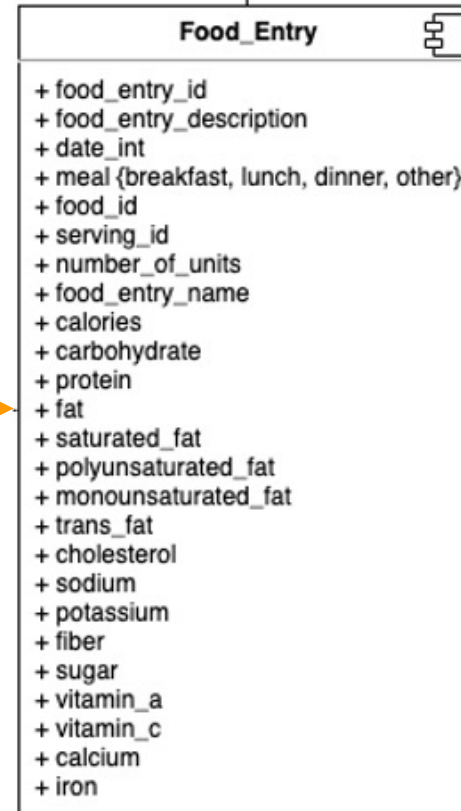 Food_Entry
+ food_entry_id
+ food_entry_description
+ date_int
+ meal {breakfast, lunch, dinner, other}
+ food_id
+ serving_id
+ number_of_units
+ food_entry_name
+ calories
+ carbohydrate
+ protein
+ fat
+ saturated_fat
+ polyunsaturated_fat
+ monounsaturated_fat
+ trans_fat
+ cholesterol
+ sodium
+ potassium
+ fiber
+ sugar
+ vitamin_a
+ vitamin_c
+ calcium
+ iron